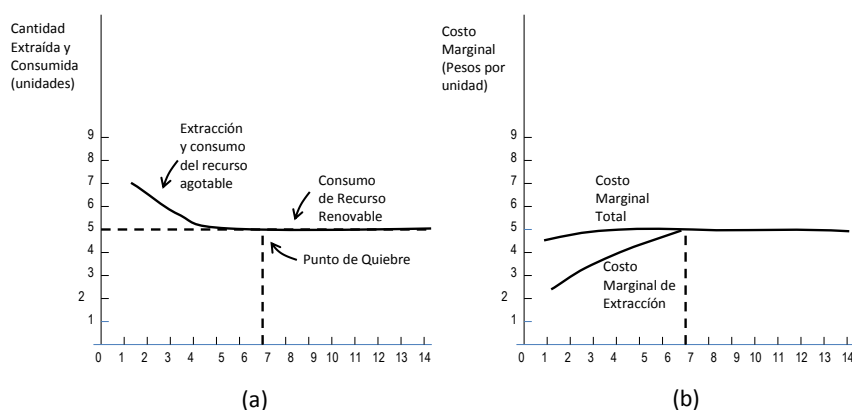 Cantidad
Extraída y
Consumida
(unidades)
9
8
7
6
5
4
3
2
1
0 1 2 3 4 5 6 7 8 9 10 11 12 13 14
Extracción
y consumo
del recurso
agotable
Consumo
de Recurso
Renovable
Punto de Quiebre
(a)
Costo
Marginal
(Pesos por
unidad)
9
8
7
6
5
4
3
2
1
0 1 2 3 4 5 6 7 8 9 10 11 12 13 14
Costo
Marginal
Total
Costo
Marginal de
Extraccíón
(b)